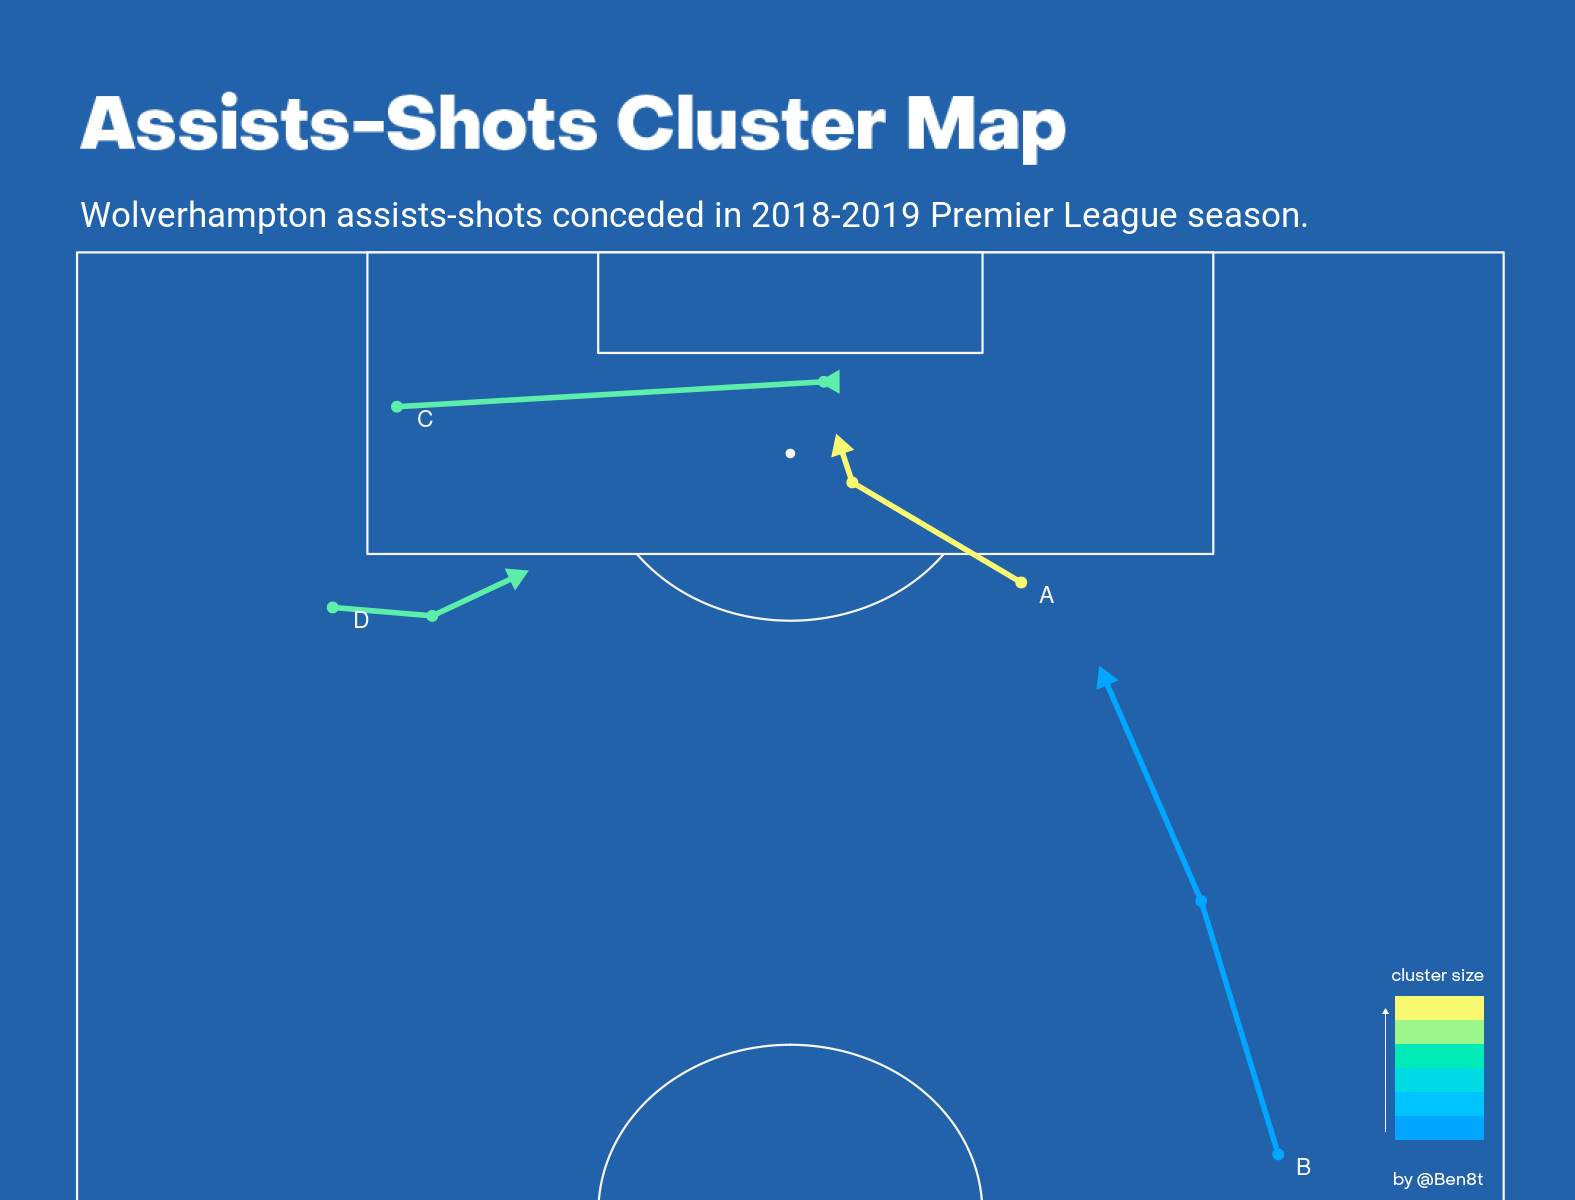 Assists-Shots Cluster Map
Wolverhampton assists-shots conceded in 2018-2019 Premier League season.
C
A
D
cluster size
B
by @Ben8t